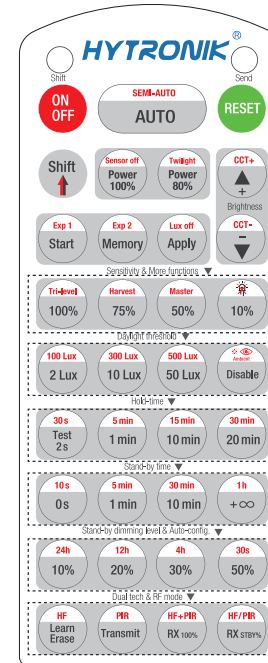 HYTRONIK®
Shift Send
ON OFF
SEMI-AUTO
AUTO
RESET
Shift
Sensor off Twilight CCT+
Power 100% Power 80% +
Brightness
Exp 1 Exp 2 Lux off CCT-
Start Memory Apply −
Sensitivity & More functions ▼
Tri-level Harvest Master
100% 75% 50% 10%
Daylight threshold ▼
100 Lux 300 Lux 500 Lux Ambient
2 Lux 10 Lux 50 Lux Disable
Hold-time ▼
30s 5 min 15 min 30 min
Test 2s 1 min 10 min 20 min
Stand-by time ▼
10s 5 min 30 min 1h
0s 1 min 10 min +∞
Stand-by dimming level & Auto-config. ▼
24h 12h 4h 30s
10% 20% 30% 50%
Dual tech & RF mode ▼
HF PIR HF+PIR HF/PIR
Learn Erase Transmit RX 100% RX STBY%